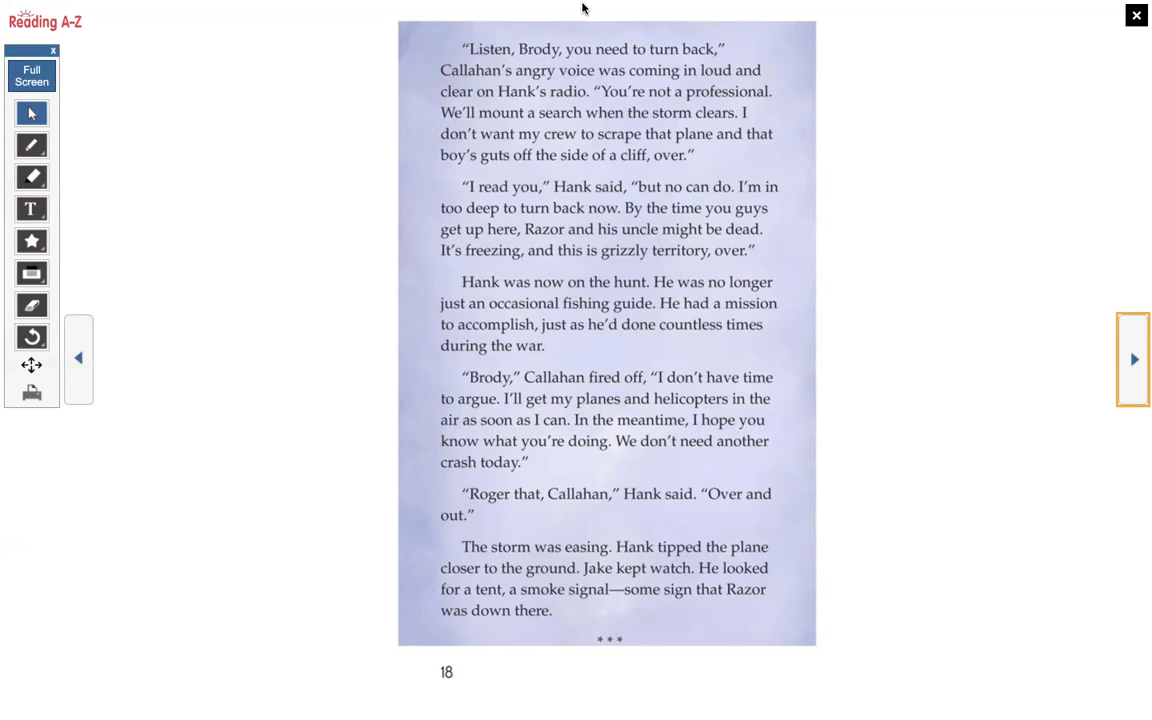 Reading A-Z
x
Full
Screen
T
“Listen, Brody, you need to turn back,”
Callahan’s angry voice was coming in loud and
clear on Hank’s radio. “You’re not a professional.
We’ll mount a search when the storm clears. I
don’t want my crew to scrape that plane and that
boy’s guts off the side of a cliff, over.”
“I read you,” Hank said, “but no can do. I’m in
too deep to turn back now. By the time you guys
get up here, Razor and his uncle might be dead.
It’s freezing, and this is grizzly territory, over.”
Hank was now on the hunt. He was no longer
just an occasional fishing guide. He had a mission
to accomplish, just as he’d done countless times
during the war.
“Brody,” Callahan fired off, “I don’t have time
to argue. I’ll get my planes and helicopters in the
air as soon as I can. In the meantime, I hope you
know what you’re doing. We don’t need another
crash today.”
“Roger that, Callahan,” Hank said. “Over and
out.”
The storm was easing. Hank tipped the plane
closer to the ground. Jake kept watch. He looked
for a tent, a smoke signal—some sign that Razor
was down there.
* * *
18